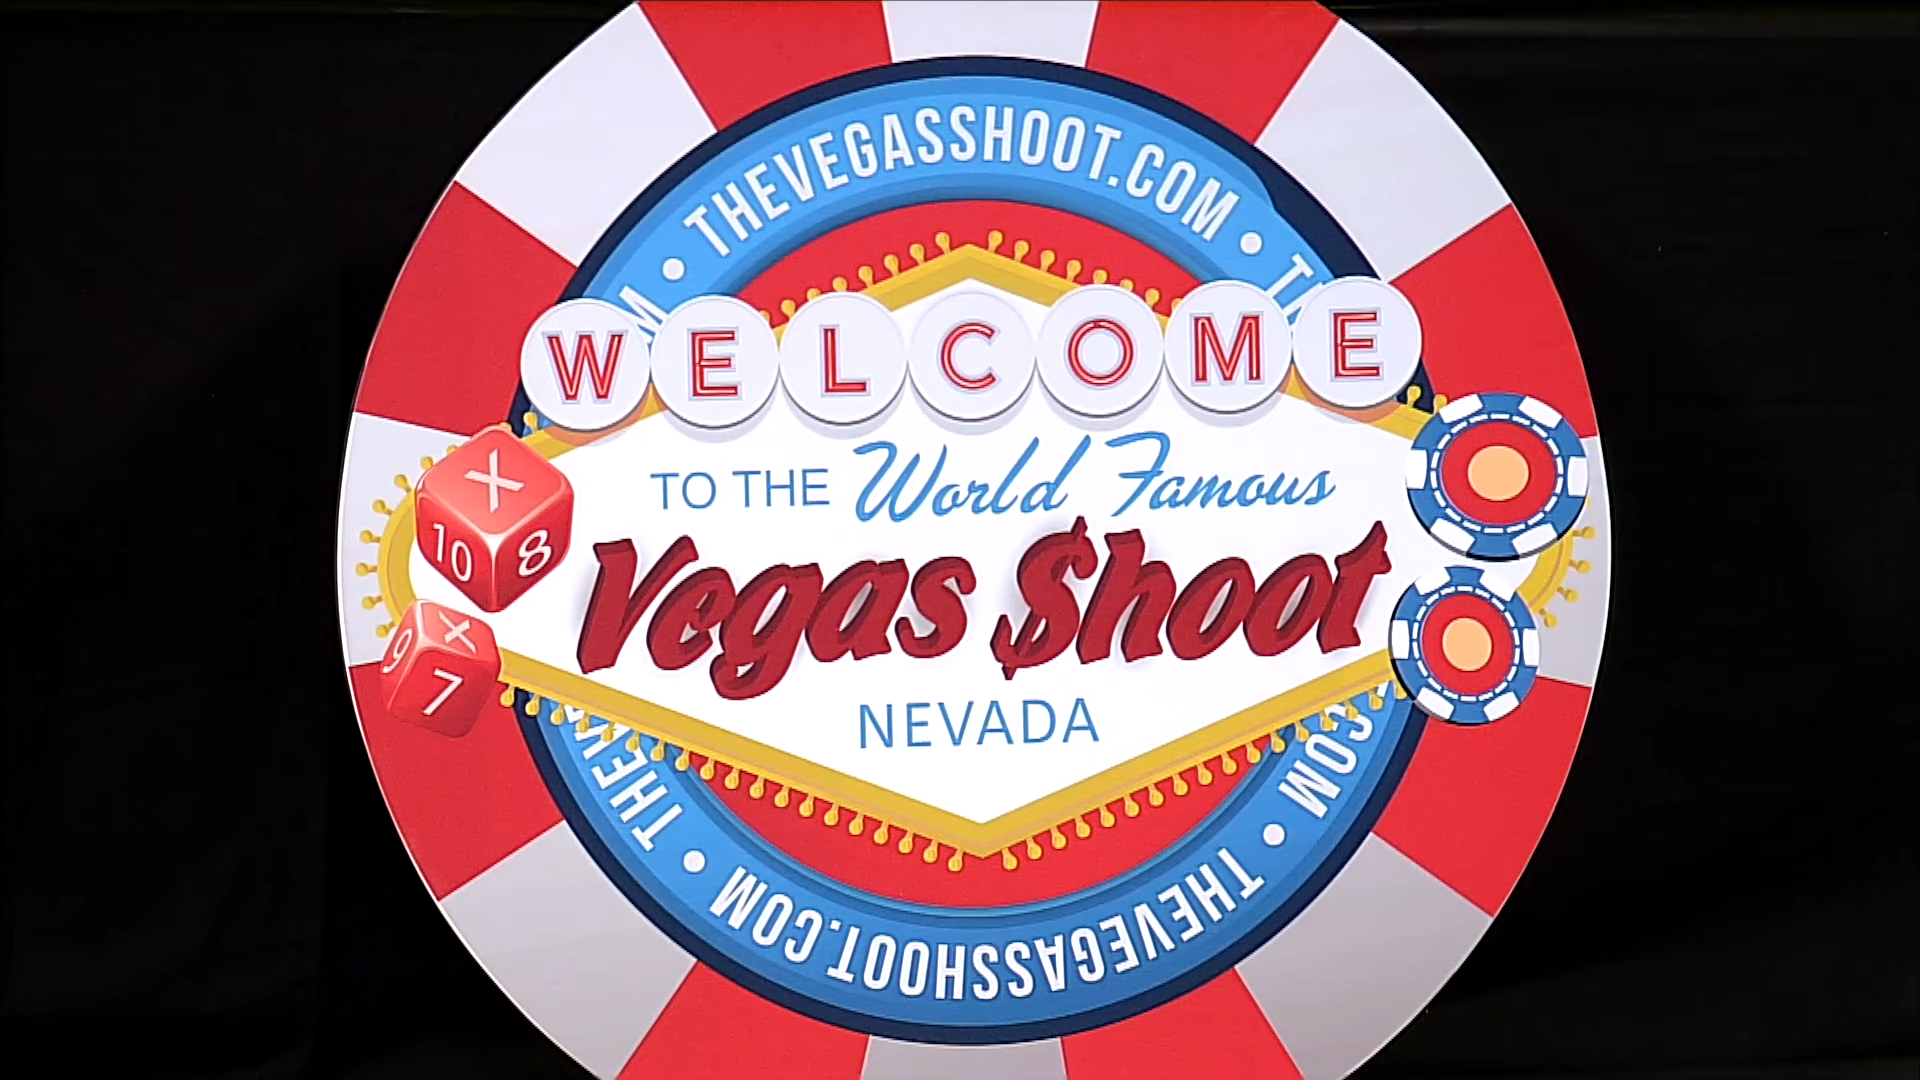 THEVEGASSHOOT.COM
WELCOME
TO THE World Famous
Vegas $hoot
NEVADA
X
10 8
9 X
7
THEVEGASSHOOT.COM